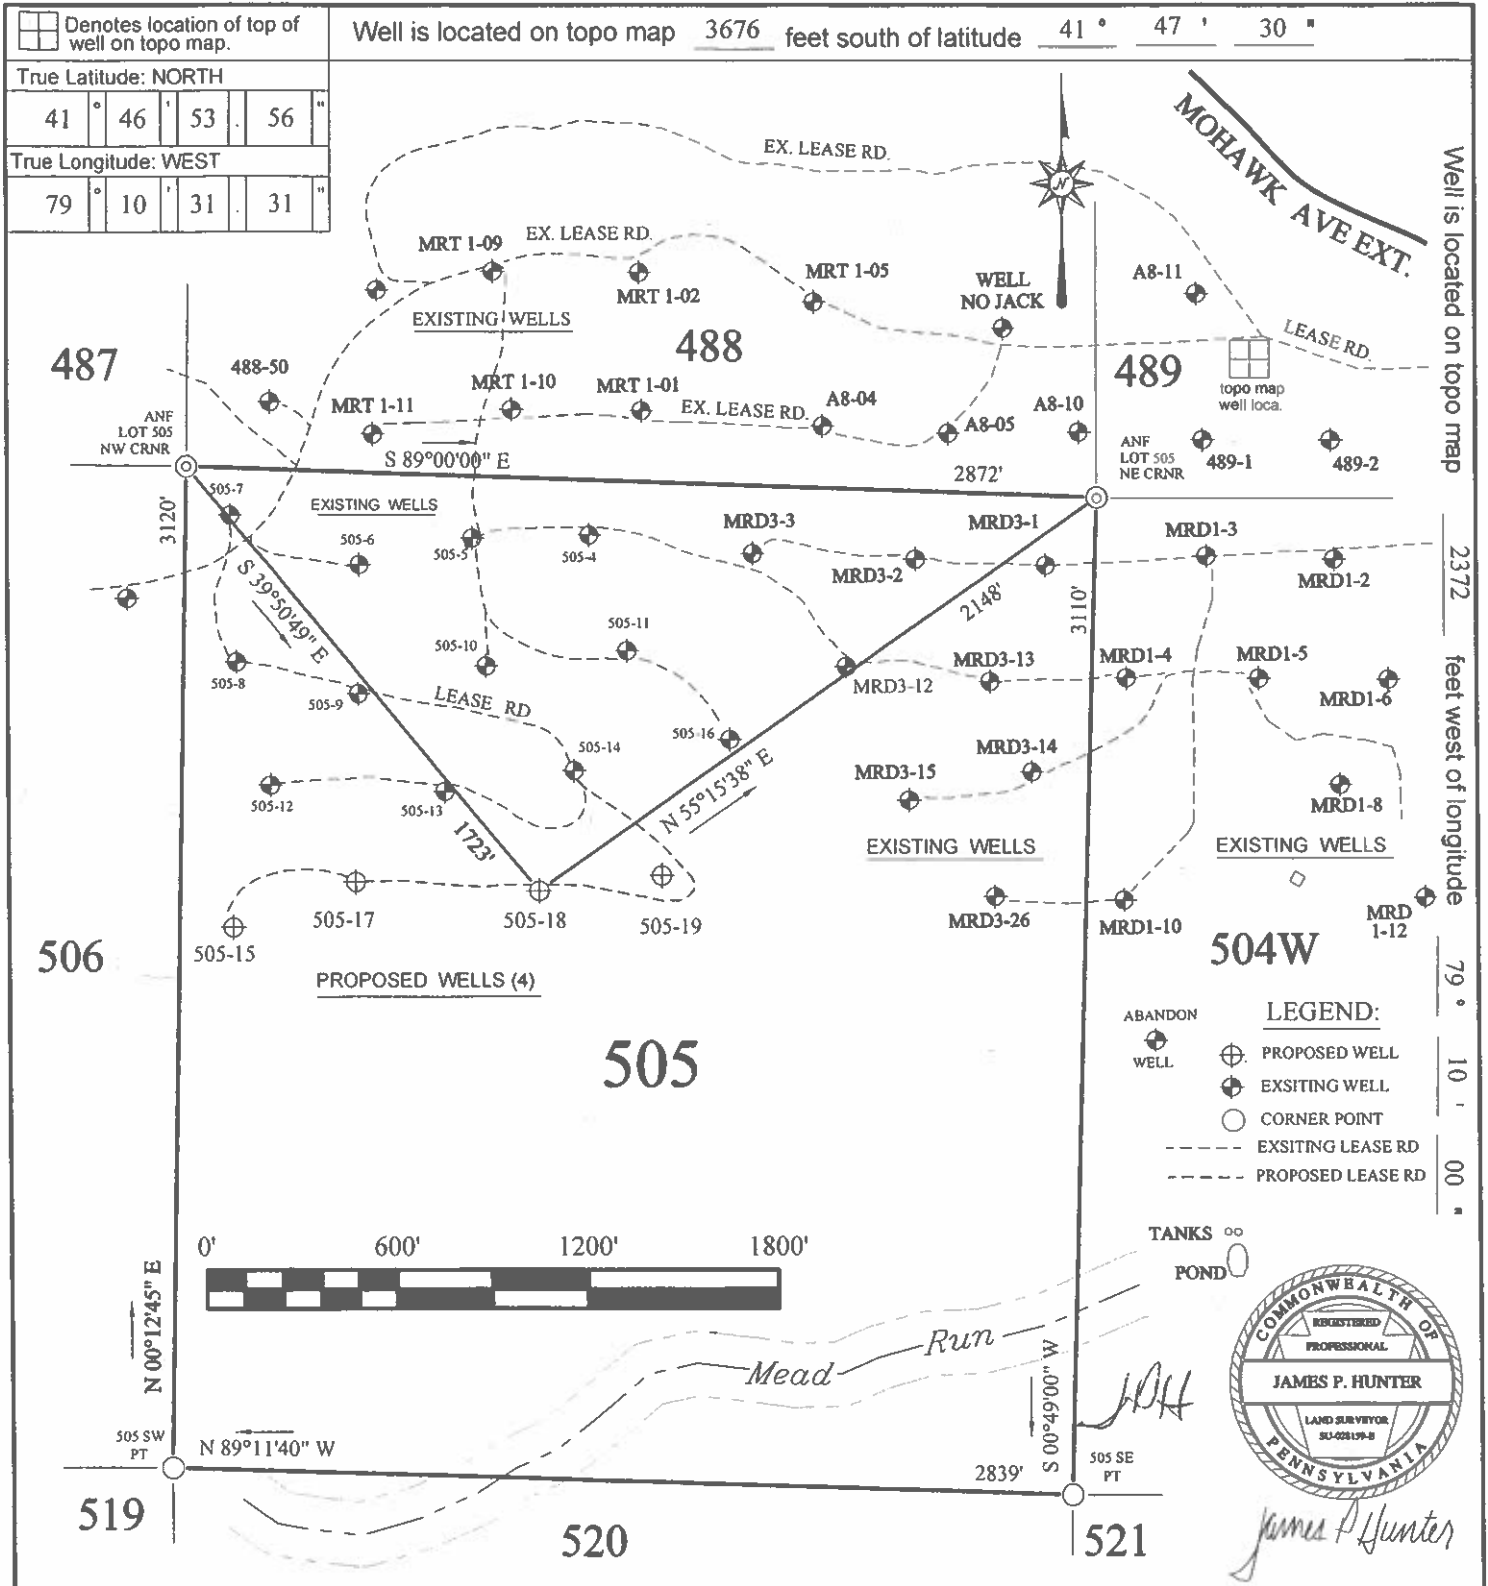 Denotes location of top of
well on topo map.
Well is located on topo map 3676 feet south of latitude 41 ° 47 ' 30 "
True Latitude: NORTH
41 ° 46 ' 53 . 56 "
True Longitude: WEST
79 ° 10 ' 31 . 31 "
Well is located on topo map 2372 feet west of longitude 79 ° 10 ' 00 "
MOHAWK AVE EXT.
EX. LEASE RD.
N
MRT 1-09
EX. LEASE RD.
MRT 1-02
MRT 1-05
WELL
NO JACK
A8-11
EXISTING WELLS
487
488
489
LEASE RD.
topo map
well loca.
488-50
MRT 1-11
MRT 1-10
MRT 1-01
EX. LEASE RD.
A8-04
A8-05
A8-10
ANF
LOT 505
NW CRNR
ANF
LOT 505
NE CRNR
489-1
489-2
S 89°00'00" E
2872'
3120'
505-7
EXISTING WELLS
505-6
505-5
505-4
MRD3-3
MRD3-1
MRD3-2
MRD1-3
MRD1-2
S 39°50'49" E
2148'
3110'
505-8
505-9
505-10
505-11
LEASE RD
MRD3-12
MRD3-13
MRD1-4
MRD1-5
MRD1-6
505-16
505-14
505-12
505-13
1723'
N 55°15'38" E
MRD3-15
MRD3-14
MRD1-8
EXISTING WELLS
EXISTING WELLS
505-15
505-17
505-18
505-19
MRD3-26
MRD1-10
MRD
1-12
506
504W
PROPOSED WELLS (4)
505
ABANDON
WELL
LEGEND:
PROPOSED WELL
EXSITING WELL
CORNER POINT
EXSITING LEASE RD
PROPOSED LEASE RD
TANKS
POND
0' 600' 1200' 1800'
N 00°12'45" E
Mead Run
S 00°49'00" W
JPH
COMMONWEALTH OF
REGISTERED
PROFESSIONAL
JAMES P. HUNTER
LAND SURVEYOR
SU-028159-E
PENNSYLVANIA
James P Hunter
505 SW
PT
N 89°11'40" W
2839'
505 SE
PT
519
520
521